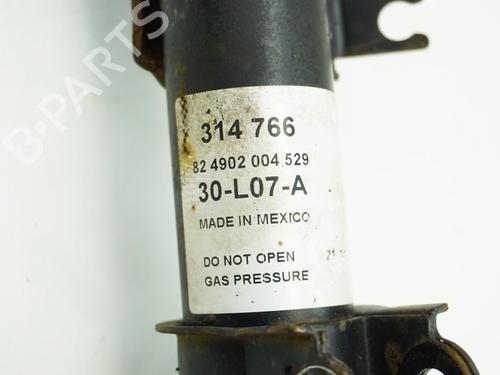 B-PARTS
314 766
82 4902 004 529
30-L07-A
MADE IN MEXICO
DO NOT OPEN
GAS PRESSURE